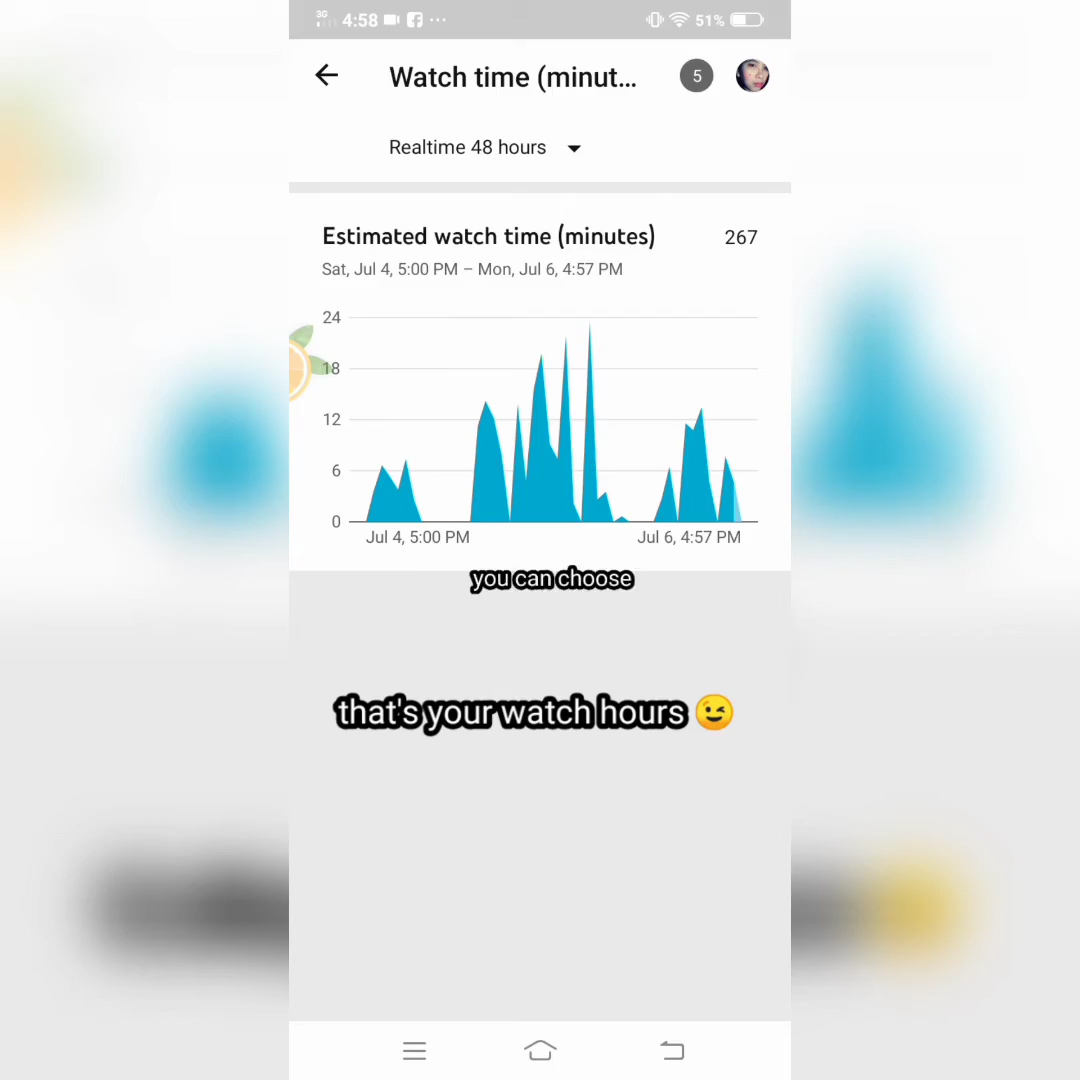 3G 4:58 51%
Watch time (minut... 5
Realtime 48 hours
Estimated watch time (minutes) 267
Sat, Jul 4, 5:00 PM – Mon, Jul 6, 4:57 PM
24
18
12
6
0
Jul 4, 5:00 PM Jul 6, 4:57 PM
you can choose
that's your watch hours 😉